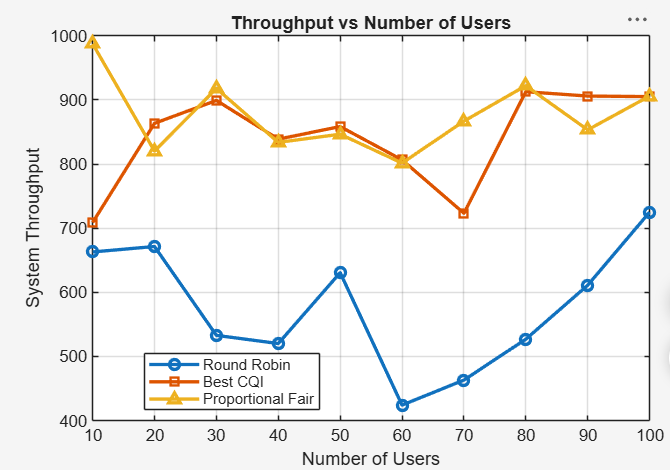 Throughput vs Number of Users
1000
900
800
700
600
500
400
System Throughput
Round Robin
Best CQI
Proportional Fair
10 20 30 40 50 60 70 80 90 100
Number of Users